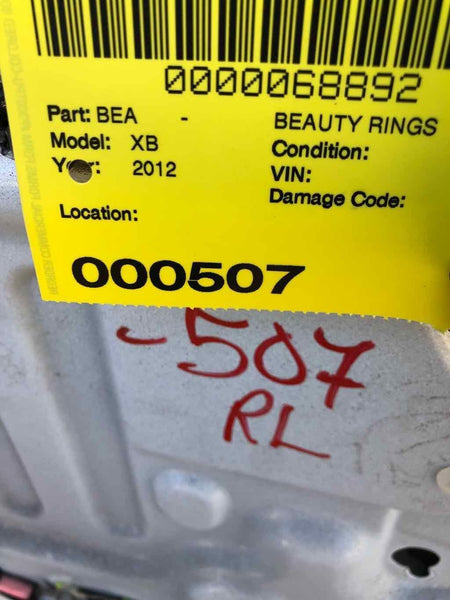 0000068892
Part: BEA - BEAUTY RINGS
Model: XB Condition:
Year: 2012 VIN:
Damage Code:
Location:
000507
-507
RL